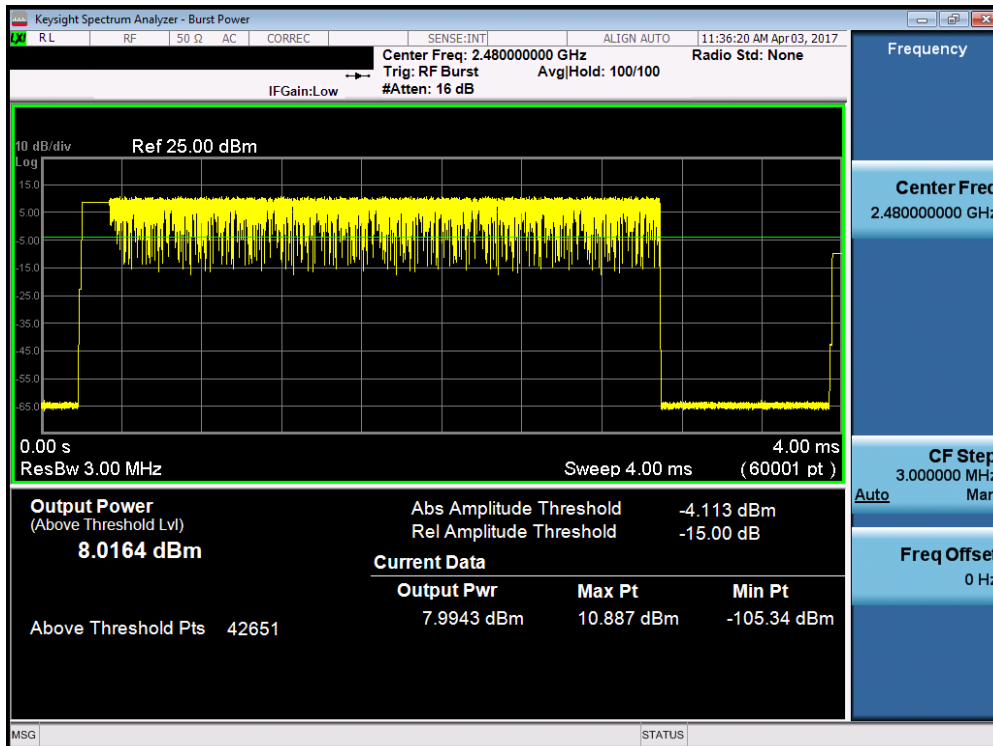 Keysight Spectrum Analyzer - Burst Power
LXI RL RF 50 Ω AC CORREC SENSE:INT ALIGN AUTO 11:36:20 AM Apr 03, 2017
Center Freq: 2.480000000 GHz Radio Std: None
Trig: RF Burst Avg|Hold: 100/100
IFGain:Low #Atten: 16 dB
Frequency
10 dB/div Ref 25.00 dBm
Log
15.0
5.00
-5.00
-15.0
-25.0
-35.0
-45.0
-55.0
-65.0
0.00 s 4.00 ms
ResBw 3.00 MHz Sweep 4.00 ms (60001 pt )
Center Freq
2.480000000 GHz
CF Step
3.000000 MHz
Auto Man
Freq Offset
0 Hz
Output Power
(Above Threshold Lvl)
8.0164 dBm
Above Threshold Pts 42651
Abs Amplitude Threshold -4.113 dBm
Rel Amplitude Threshold -15.00 dB
Current Data
Output Pwr Max Pt Min Pt
7.9943 dBm 10.887 dBm -105.34 dBm
MSG STATUS